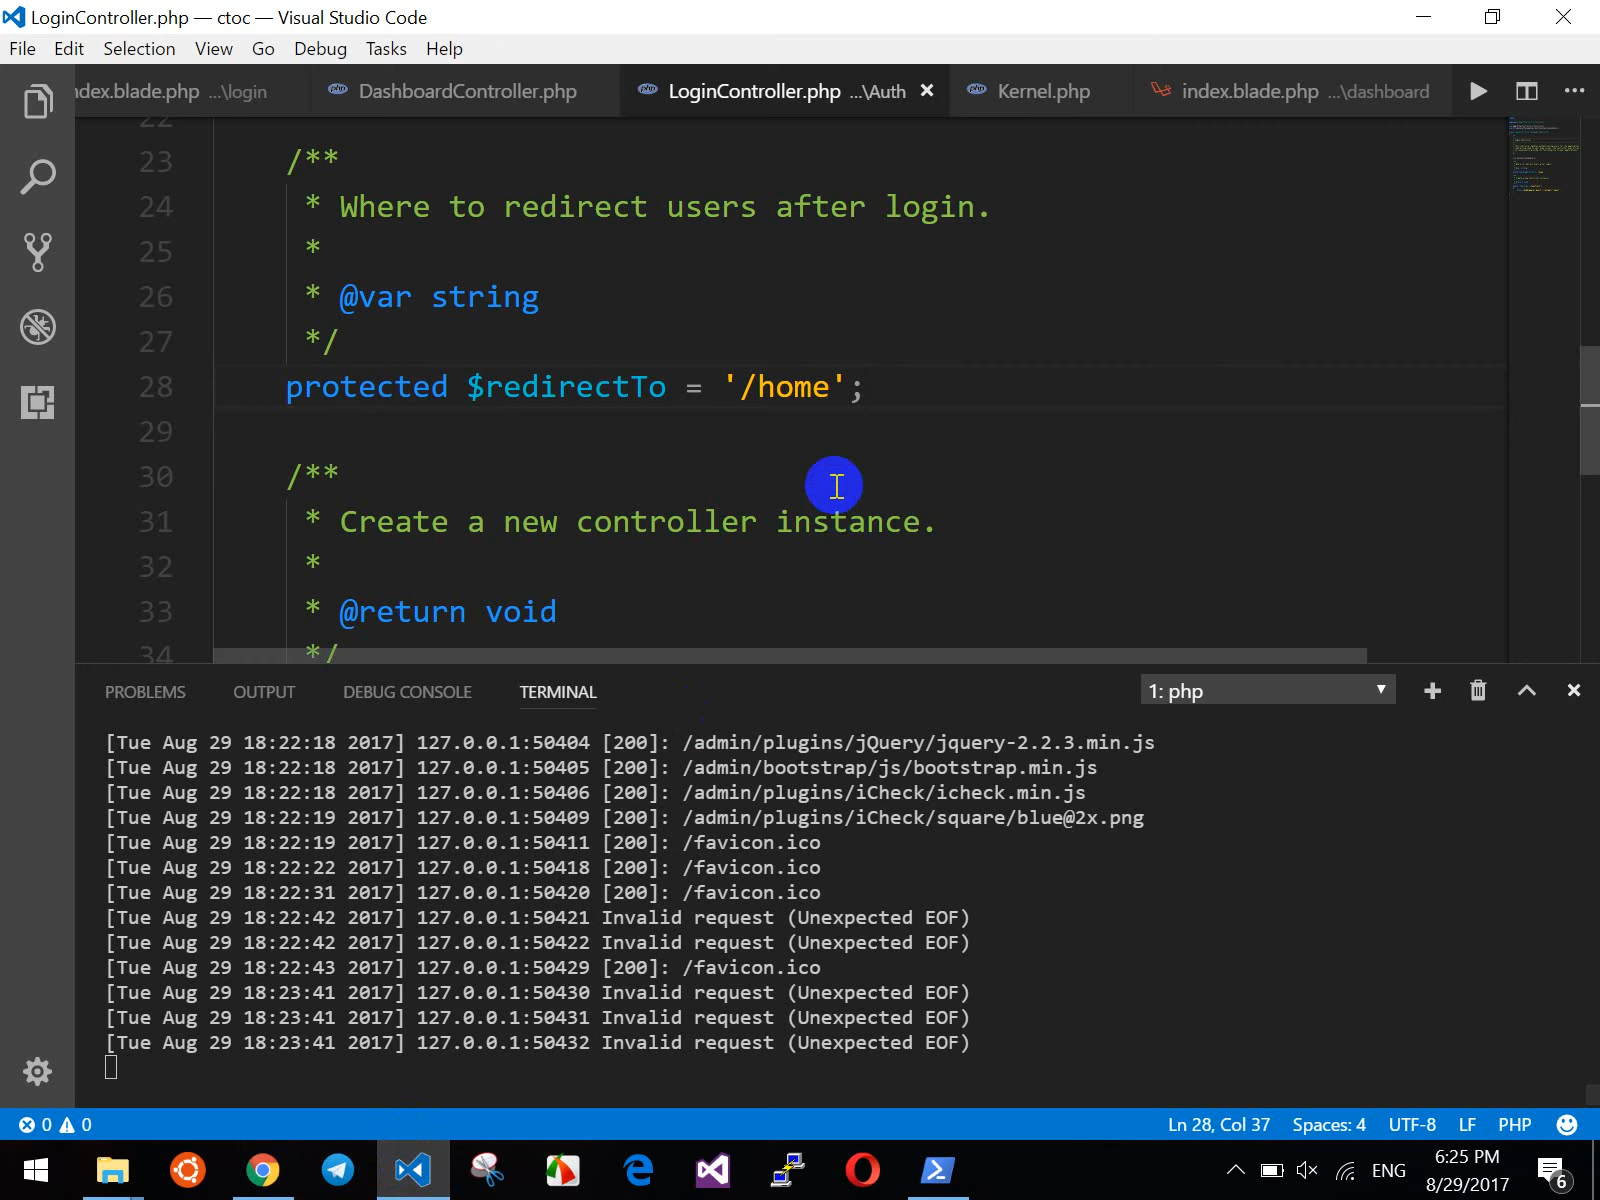 LoginController.php — ctoc — Visual Studio Code
File Edit Selection View Go Debug Tasks Help
ndex.blade.php ...\login DashboardController.php LoginController.php ...\Auth Kernel.php index.blade.php ...\dashboard
22
23 /**
24 * Where to redirect users after login.
25 *
26 * @var string
27 */
28 protected $redirectTo = '/home';
29
30 /**
31 * Create a new controller instance.
32 *
33 * @return void
34 */
PROBLEMS OUTPUT DEBUG CONSOLE TERMINAL 1: php
[Tue Aug 29 18:22:18 2017] 127.0.0.1:50404 [200]: /admin/plugins/jQuery/jquery-2.2.3.min.js
[Tue Aug 29 18:22:18 2017] 127.0.0.1:50405 [200]: /admin/bootstrap/js/bootstrap.min.js
[Tue Aug 29 18:22:18 2017] 127.0.0.1:50406 [200]: /admin/plugins/iCheck/icheck.min.js
[Tue Aug 29 18:22:19 2017] 127.0.0.1:50409 [200]: /admin/plugins/iCheck/square/blue@2x.png
[Tue Aug 29 18:22:19 2017] 127.0.0.1:50411 [200]: /favicon.ico
[Tue Aug 29 18:22:22 2017] 127.0.0.1:50418 [200]: /favicon.ico
[Tue Aug 29 18:22:31 2017] 127.0.0.1:50420 [200]: /favicon.ico
[Tue Aug 29 18:22:42 2017] 127.0.0.1:50421 Invalid request (Unexpected EOF)
[Tue Aug 29 18:22:42 2017] 127.0.0.1:50422 Invalid request (Unexpected EOF)
[Tue Aug 29 18:22:43 2017] 127.0.0.1:50429 [200]: /favicon.ico
[Tue Aug 29 18:23:41 2017] 127.0.0.1:50430 Invalid request (Unexpected EOF)
[Tue Aug 29 18:23:41 2017] 127.0.0.1:50431 Invalid request (Unexpected EOF)
[Tue Aug 29 18:23:41 2017] 127.0.0.1:50432 Invalid request (Unexpected EOF)
0 0 Ln 28, Col 37 Spaces: 4 UTF-8 LF PHP
ENG 6:25 PM
8/29/2017 6